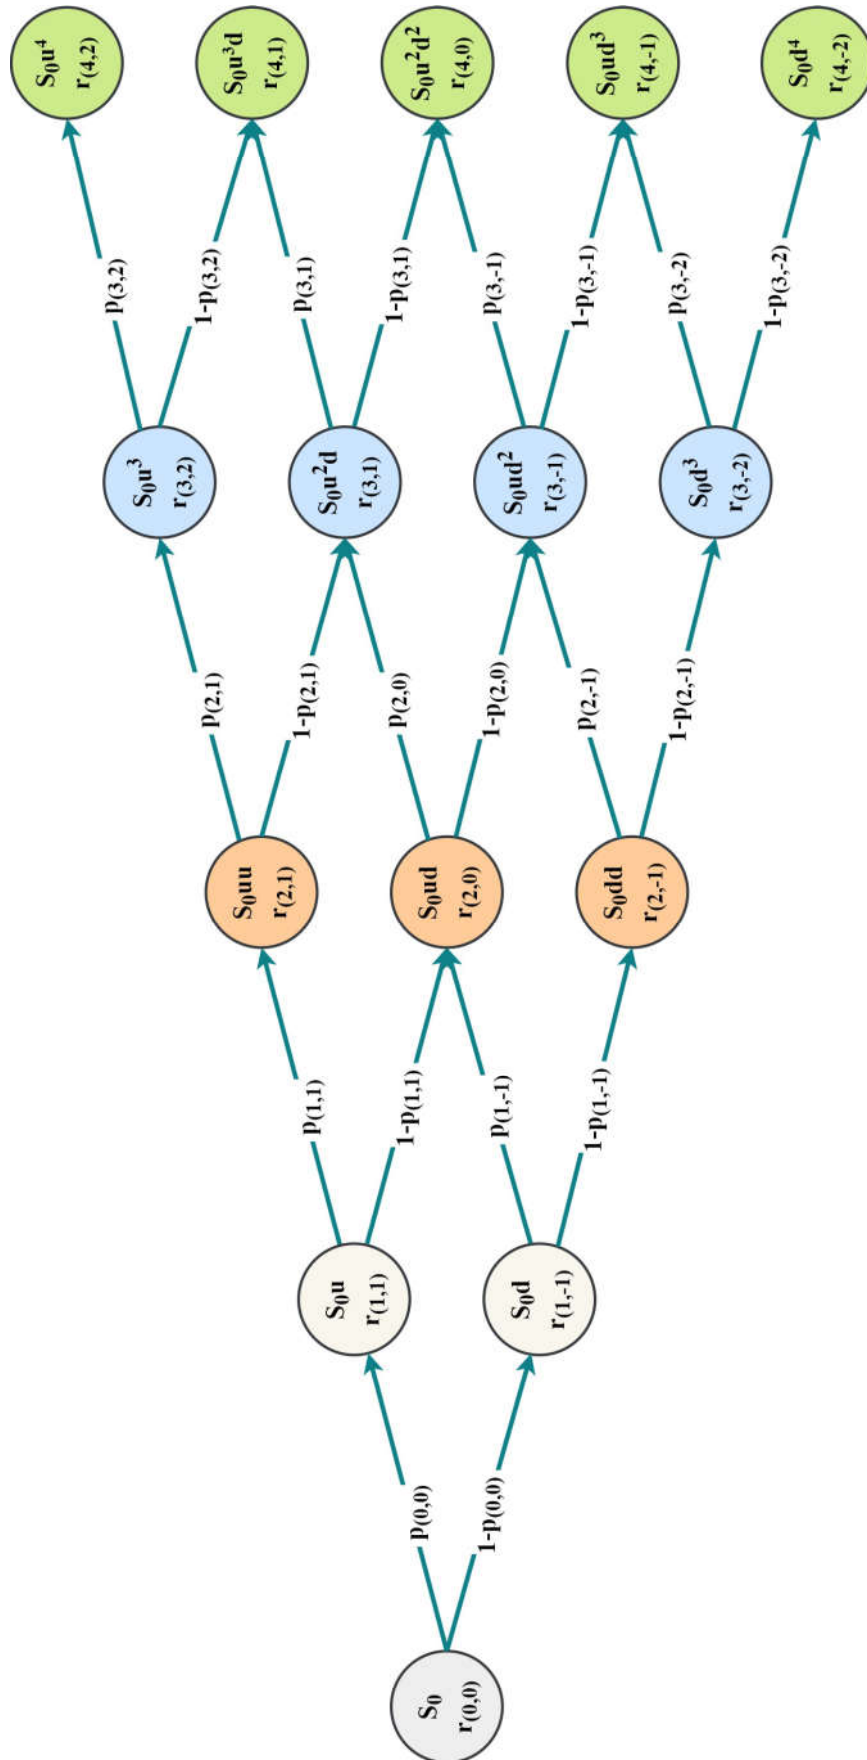 S₀u⁴
r(4,2)
S₀u³d
r(4,1)
S₀u²d²
r(4,0)
S₀ud³
r(4,-1)
S₀d⁴
r(4,-2)
p(3,2)
1-p(3,2)
p(3,1)
1-p(3,1)
p(3,-1)
1-p(3,-1)
p(3,-2)
1-p(3,-2)
S₀u³
r(3,2)
S₀u²d
r(3,1)
S₀ud²
r(3,-1)
S₀d³
r(3,-2)
p(2,1)
1-p(2,1)
p(2,0)
1-p(2,0)
p(2,-1)
1-p(2,-1)
S₀uu
r(2,1)
S₀ud
r(2,0)
S₀dd
r(2,-1)
p(1,1)
1-p(1,1)
p(1,-1)
1-p(1,-1)
S₀u
r(1,1)
S₀d
r(1,-1)
p(0,0)
1-p(0,0)
S₀
r(0,0)